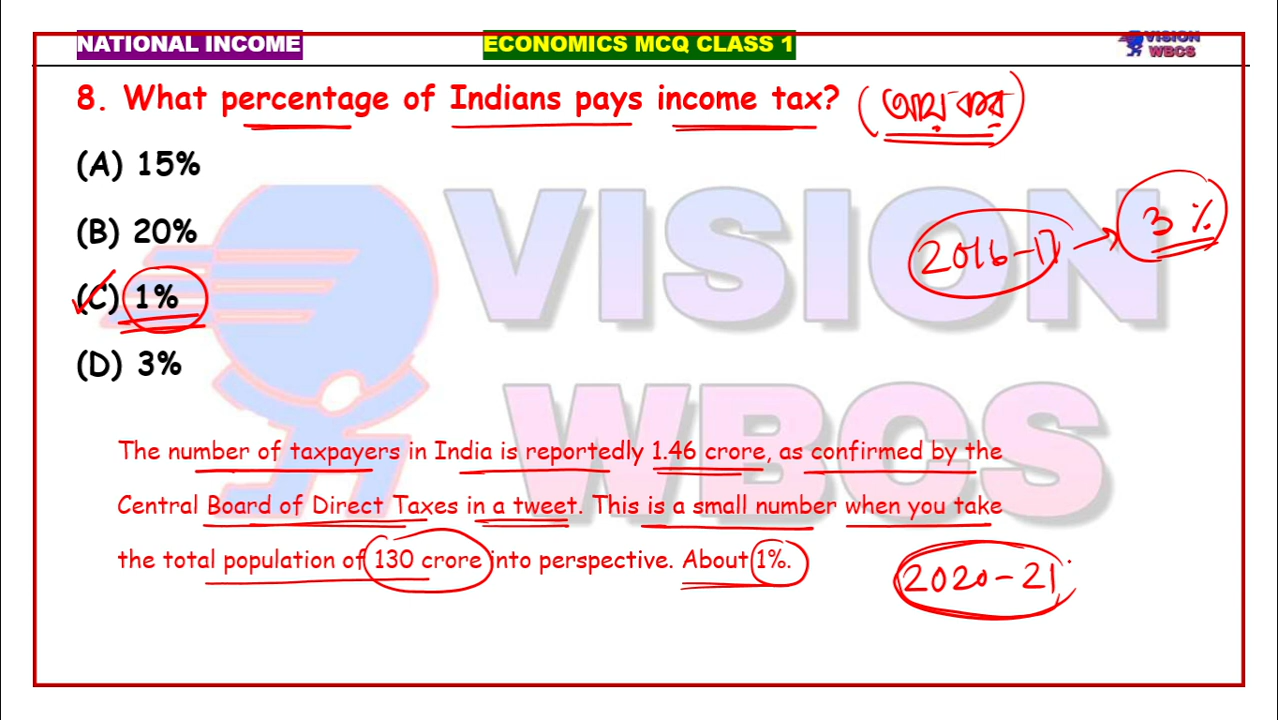 NATIONAL INCOME
ECONOMICS MCQ CLASS 1
VISION
WBCS
8. What percentage of Indians pays income tax? (আয়কর)
(A) 15%
(B) 20%
2016-17 → 3%
(C) 1%
(D) 3%
VISION
WBCS
The number of taxpayers in India is reportedly 1.46 crore, as confirmed by the
Central Board of Direct Taxes in a tweet. This is a small number when you take
the total population of 130 crore into perspective. About 1%.
2020-21